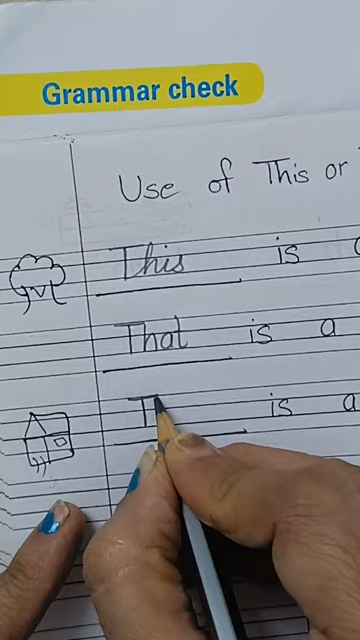 Grammar check
Use of This or
This is a
That is a
T is a